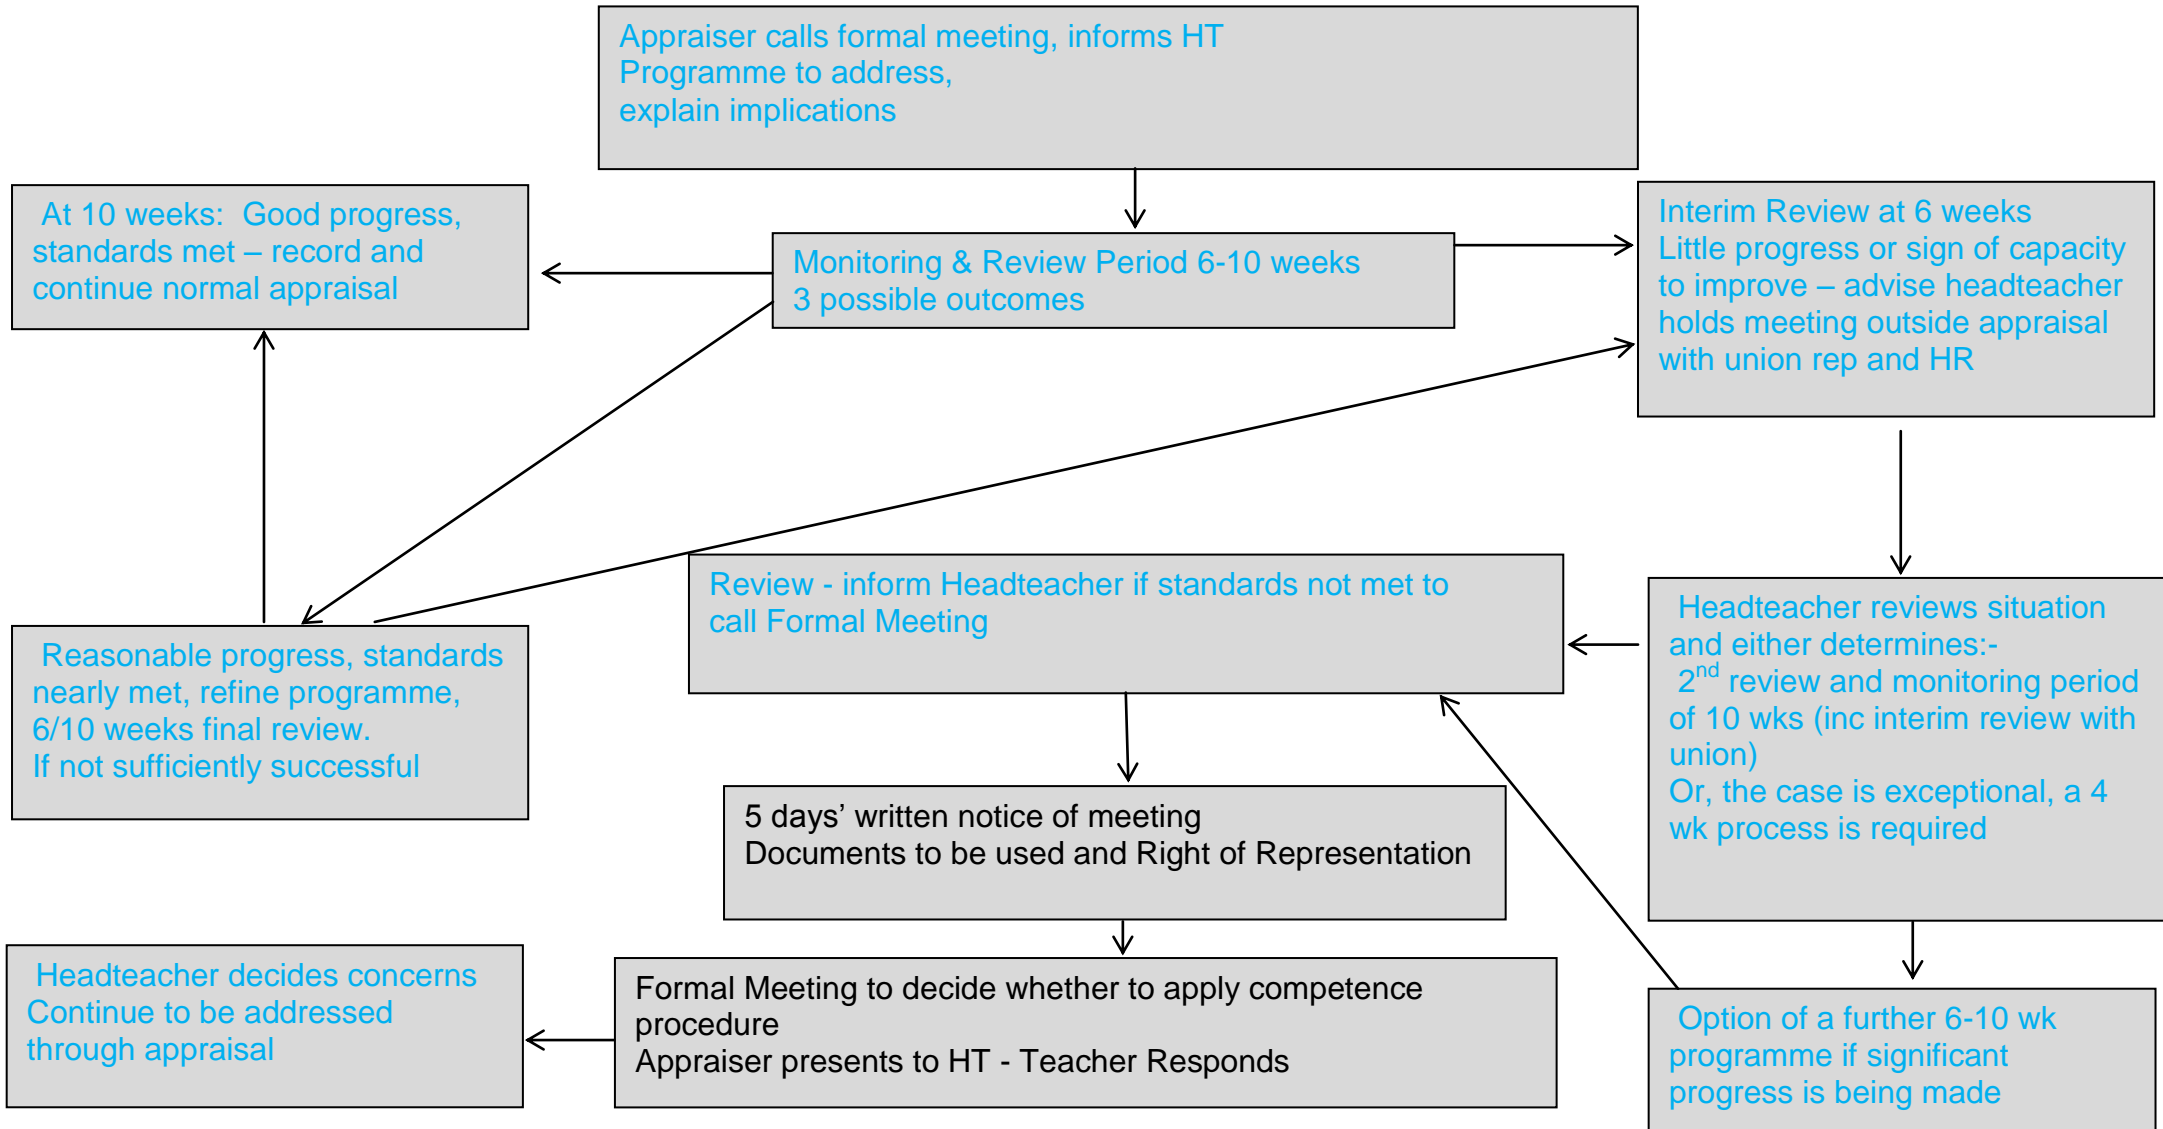 Appraiser calls formal meeting, informs HT
Programme to address,
explain implications
At 10 weeks:  Good progress,
standards met – record and
continue normal appraisal
Monitoring & Review Period 6-10 weeks
3 possible outcomes
Interim Review at 6 weeks
Little progress or sign of capacity
to improve – advise headteacher
holds meeting outside appraisal
with union rep and HR
Reasonable progress, standards
nearly met, refine programme,
6/10 weeks final review.
If not sufficiently successful
Review - inform Headteacher if standards not met to
call Formal Meeting
Headteacher reviews situation
and either determines:-
2nd review and monitoring period
of 10 wks (inc interim review with
union)
Or, the case is exceptional, a 4
wk process is required
5 days’ written notice of meeting
Documents to be used and Right of Representation
Headteacher decides concerns
Continue to be addressed
through appraisal
Formal Meeting to decide whether to apply competence
procedure
Appraiser presents to HT - Teacher Responds
Option of a further 6-10 wk
programme if significant
progress is being made